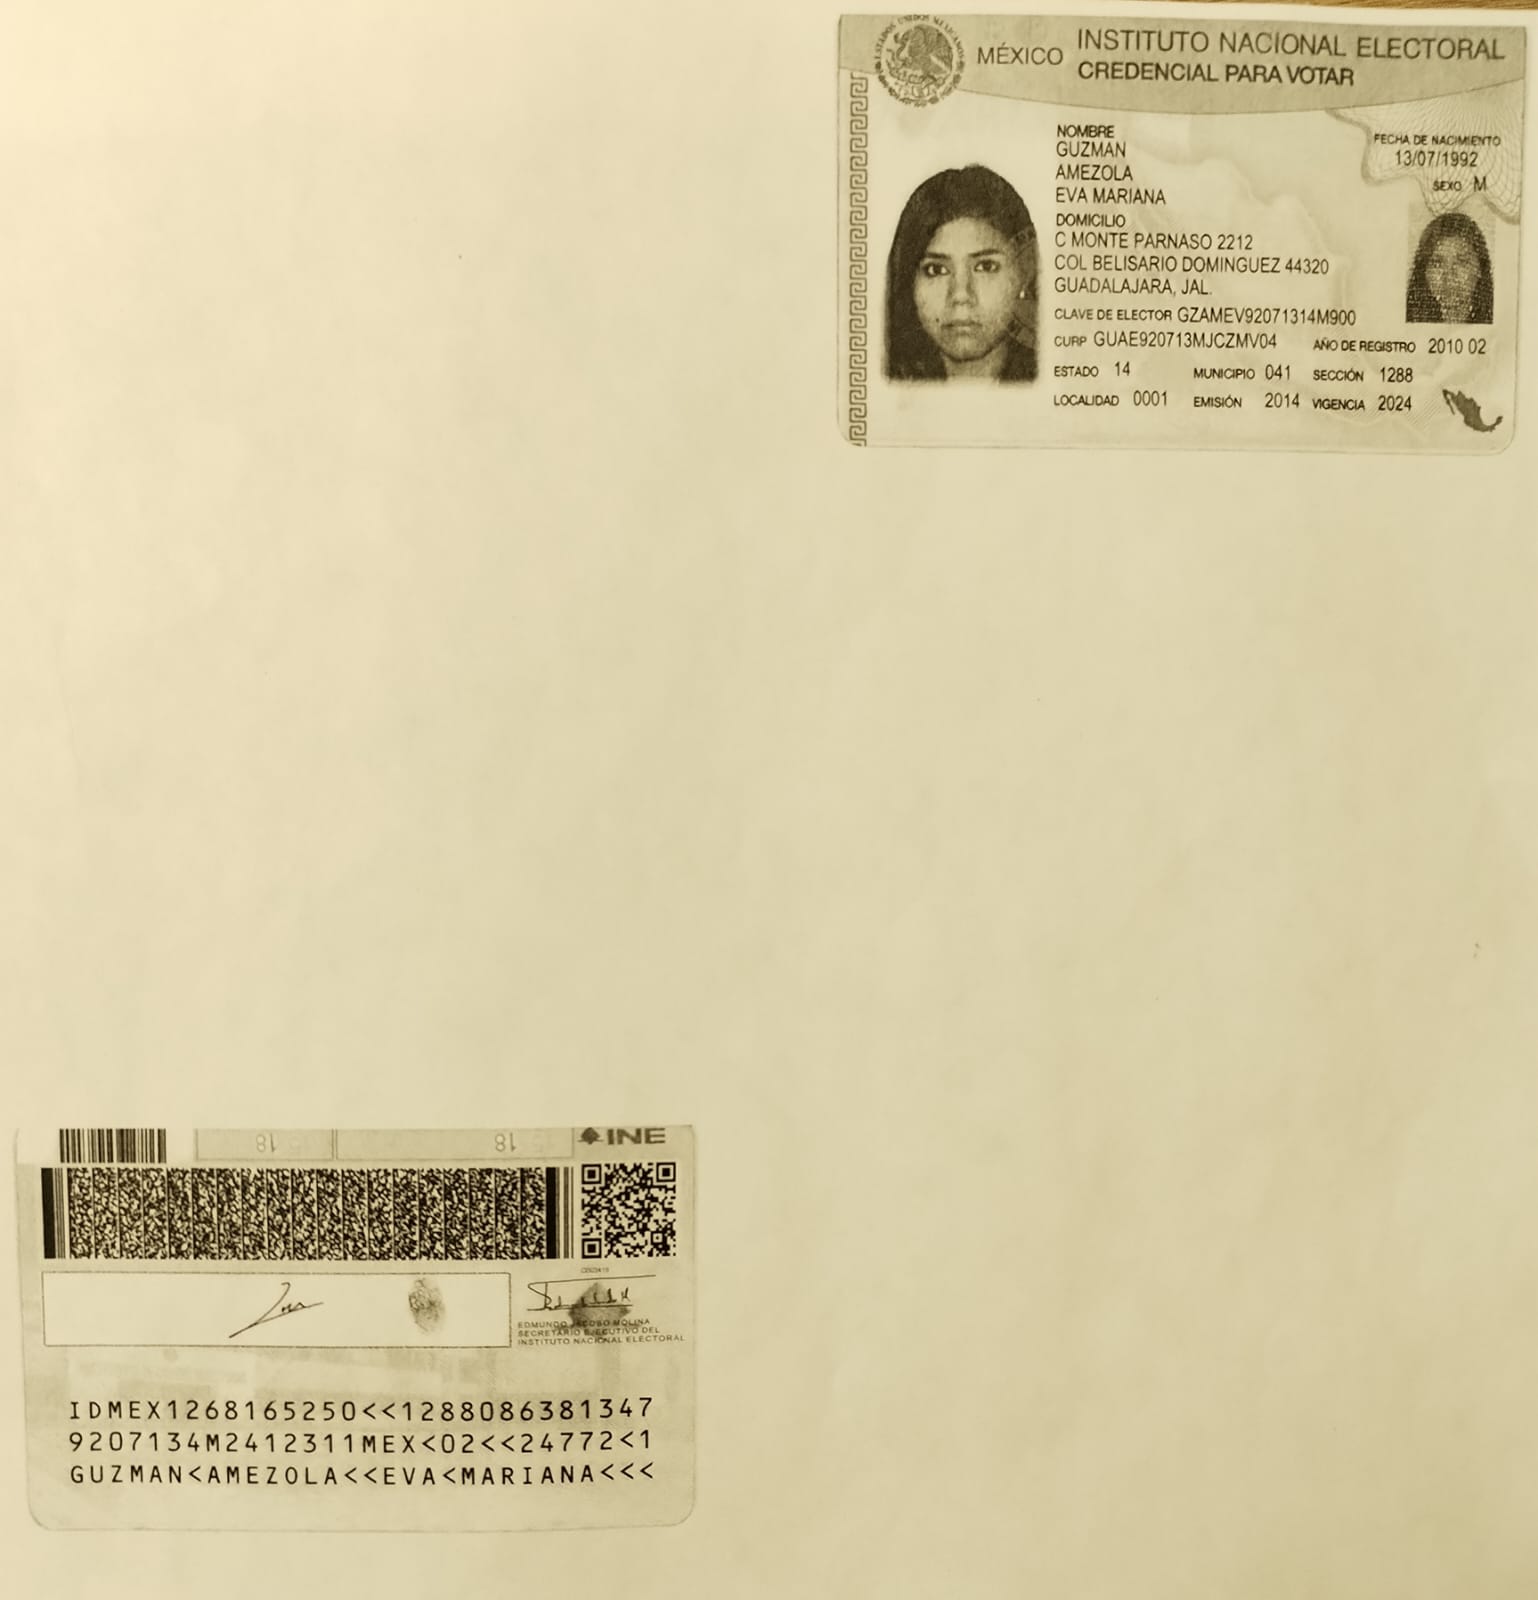 ESTADOS UNIDOS MEXICANOS
MÉXICO INSTITUTO NACIONAL ELECTORAL
CREDENCIAL PARA VOTAR
NOMBRE
GUZMAN
AMEZOLA
EVA MARIANA
FECHA DE NACIMIENTO
13/07/1992
SEXO M
DOMICILIO
C MONTE PARNASO 2212
COL BELISARIO DOMINGUEZ 44320
GUADALAJARA, JAL.
CLAVE DE ELECTOR GZAMEV92071314M900
CURP GUAE920713MJCZMV04 AÑO DE REGISTRO 2010 02
ESTADO 14 MUNICIPIO 041 SECCIÓN 1288
LOCALIDAD 0001 EMISIÓN 2014 VIGENCIA 2024
18 18 INE
EDMUNDO JACOBO MOLINA
SECRETARIO EJECUTIVO DEL
INSTITUTO NACIONAL ELECTORAL
IDMEX1268165250<<1288086381347
9207134M2412311MEX<02<<24772<1
GUZMAN<AMEZOLA<<EVA<MARIANA<<<